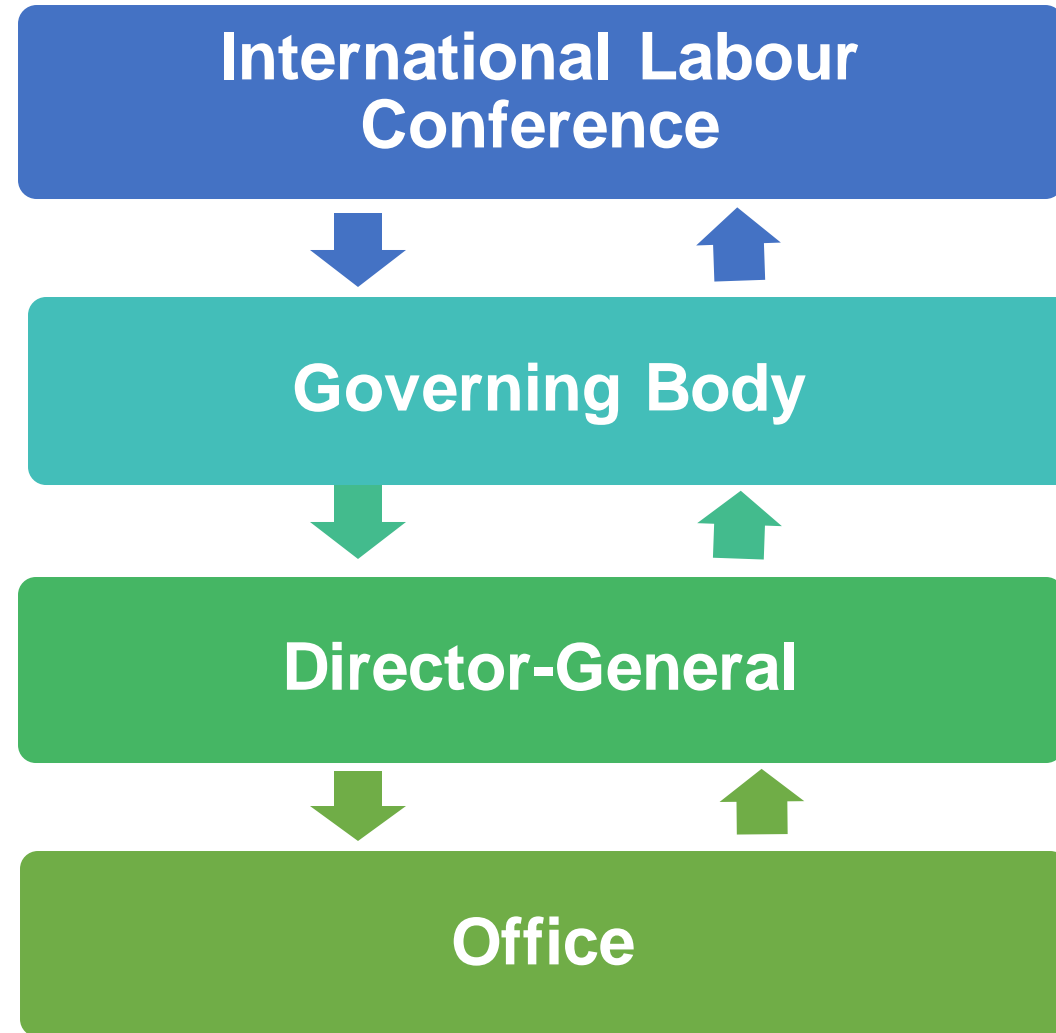 International Labour
Conference
Governing Body
Director-General
Office